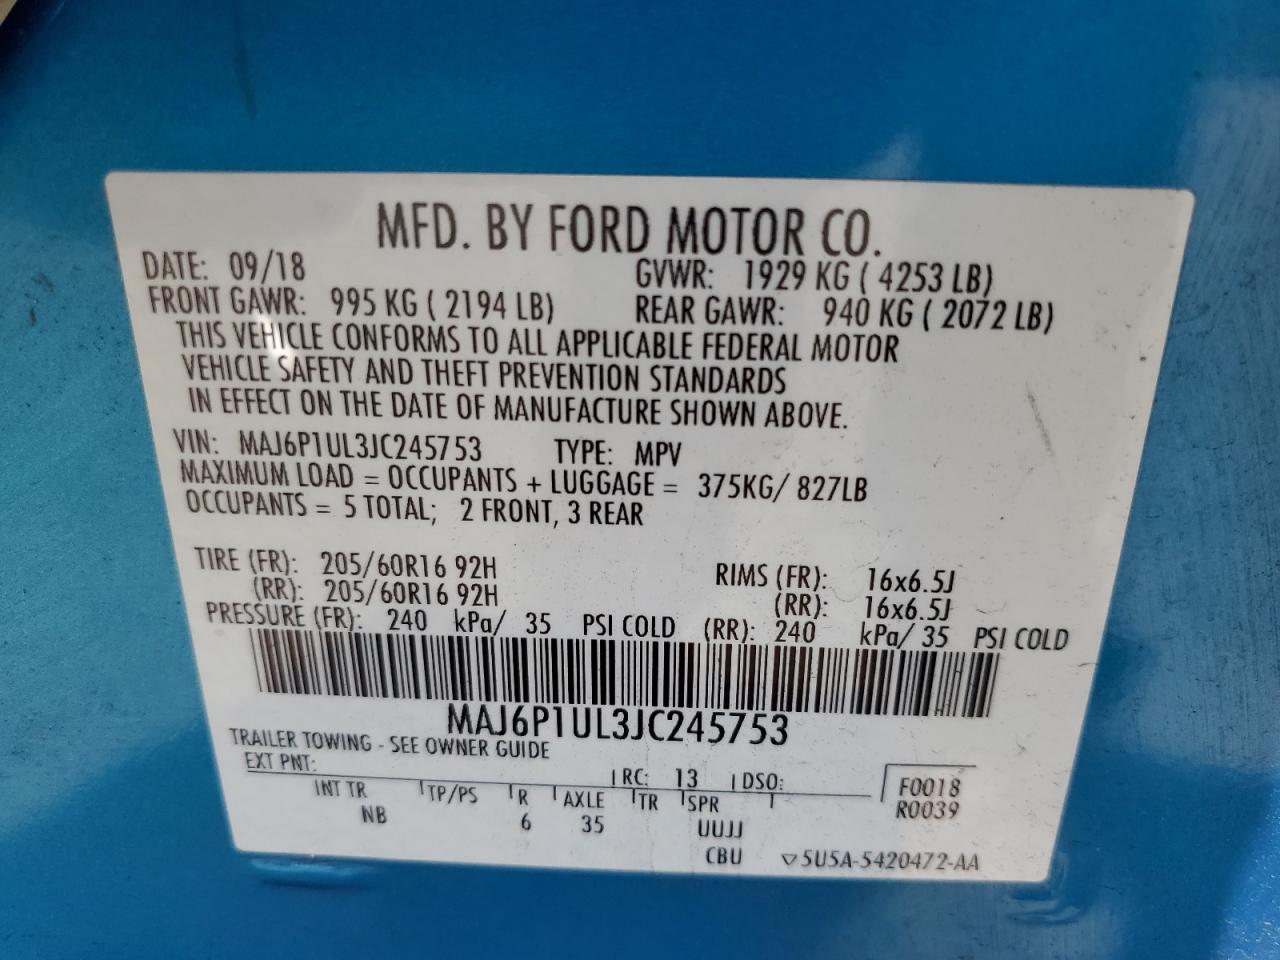 MFD. BY FORD MOTOR CO.
DATE: 09/18 GVWR: 1929 KG ( 4253 LB)
FRONT GAWR: 995 KG ( 2194 LB) REAR GAWR: 940 KG ( 2072 LB)
THIS VEHICLE CONFORMS TO ALL APPLICABLE FEDERAL MOTOR
VEHICLE SAFETY AND THEFT PREVENTION STANDARDS
IN EFFECT ON THE DATE OF MANUFACTURE SHOWN ABOVE.
VIN: MAJ6P1UL3JC245753 TYPE: MPV
MAXIMUM LOAD = OCCUPANTS + LUGGAGE = 375KG/ 827LB
OCCUPANTS = 5 TOTAL; 2 FRONT, 3 REAR
TIRE (FR): 205/60R16 92H RIMS (FR): 16x6.5J
(RR): 205/60R16 92H (RR): 16x6.5J
PRESSURE (FR): 240 kPa/ 35 PSI COLD (RR): 240 kPa/ 35 PSI COLD
MAJ6P1UL3JC245753
TRAILER TOWING - SEE OWNER GUIDE
EXT PNT: RC: 13 DSO: F0018
INT TR TP/PS R AXLE TR SPR R0039
NB 6 35 UUJJ
CBU ▽5U5A-5420472-AA